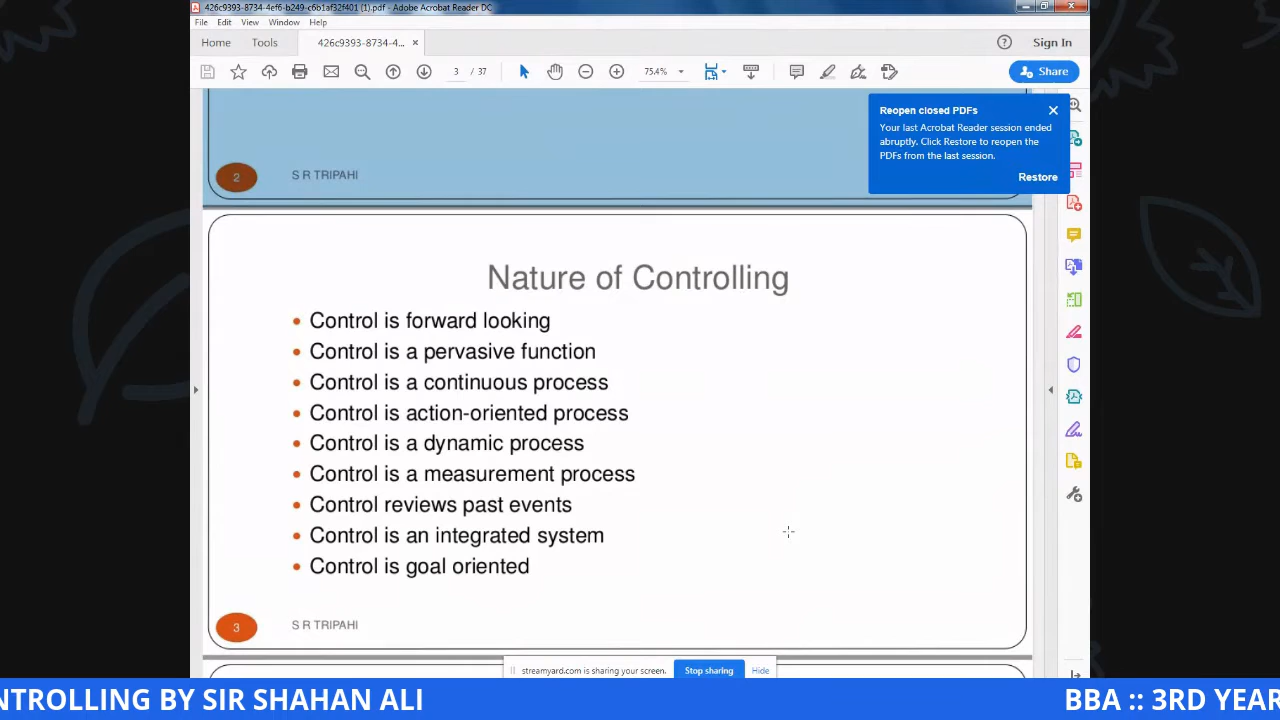 426c9393-8734-4ef6-b249-c6b1af32f401 (1).pdf - Adobe Acrobat Reader DC
File Edit View Window Help
Home Tools 426c9393-8734-4... × Sign In
3 / 37 75.4% Share
Reopen closed PDFs
Your last Acrobat Reader session ended
abruptly. Click Restore to reopen the
PDFs from the last session.
Restore
2 S R TRIPAHI
Nature of Controlling
• Control is forward looking
• Control is a pervasive function
• Control is a continuous process
• Control is action-oriented process
• Control is a dynamic process
• Control is a measurement process
• Control reviews past events
• Control is an integrated system
• Control is goal oriented
3 S R TRIPAHI
streamyard.com is sharing your screen. Stop sharing Hide
NTROLLING BY SIR SHAHAN ALI BBA :: 3RD YEAR